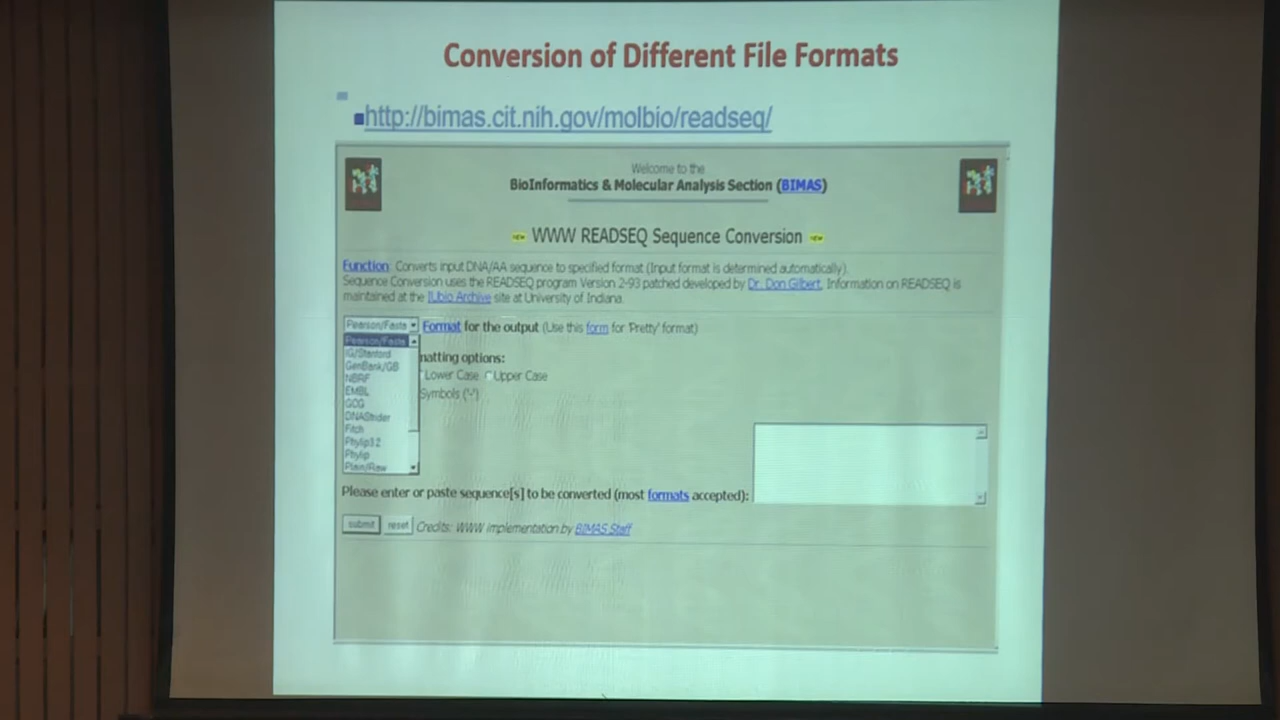 Conversion of Different File Formats
http://bimas.cit.nih.gov/molbio/readseq/
Welcome to the
BioInformatics & Molecular Analysis Section (BIMAS)
WWW READSEQ Sequence Conversion
Function: Converts input DNA/AA sequence to specified format (Input format is determined automatically).
Sequence Conversion uses the READSEQ program Version 2-93 patched developed by Dr. Don Gilbert. Information on READSEQ is
maintained at the IUbio Archive site at University of Indiana.
Pearson/Fasta Format for the output (Use this form for 'Pretty' format)
Pearson/Fasta
IG/Stanford
GenBank/GB
NBRF
EMBL
GCG
DNAStrider
Fitch
Phylip3.2
Phylip
Plain/Raw
matting options:
Lower Case Upper Case
Symbols ('-')
Please enter or paste sequence[s] to be converted (most formats accepted):
submit reset Credits: WWW implementation by BIMAS Staff